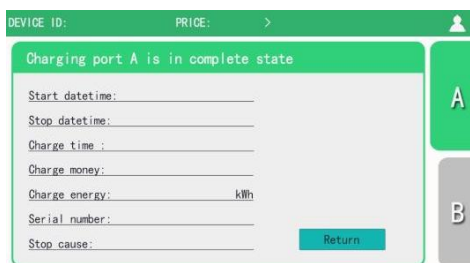 DEVICE ID: PRICE: >
Charging port A is in complete state
Start datetime:
Stop datetime:
Charge time :
Charge money:
Charge energy: kWh
Serial number:
Stop cause:
Return
A
B